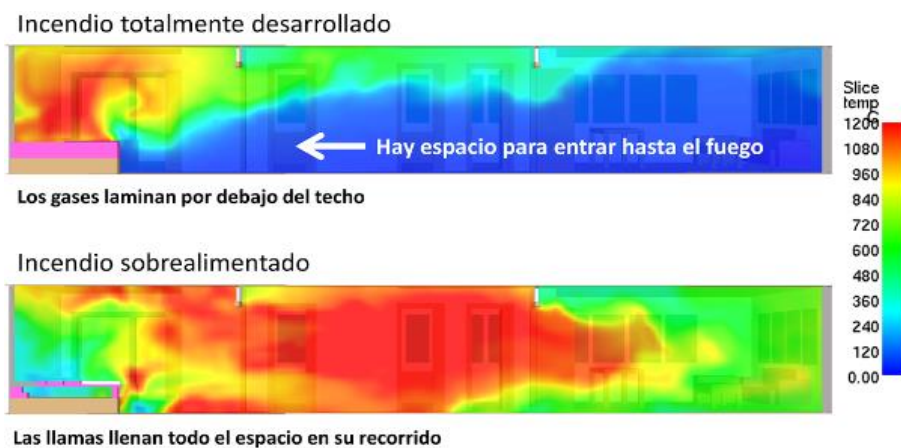 Incendio totalmente desarrollado
Hay espacio para entrar hasta el fuego
Los gases laminan por debajo del techo
Incendio sobrealimentado
Las llamas llenan todo el espacio en su recorrido
Slice
temp
C
1200
1080
960
840
720
600
480
360
240
120
0.00